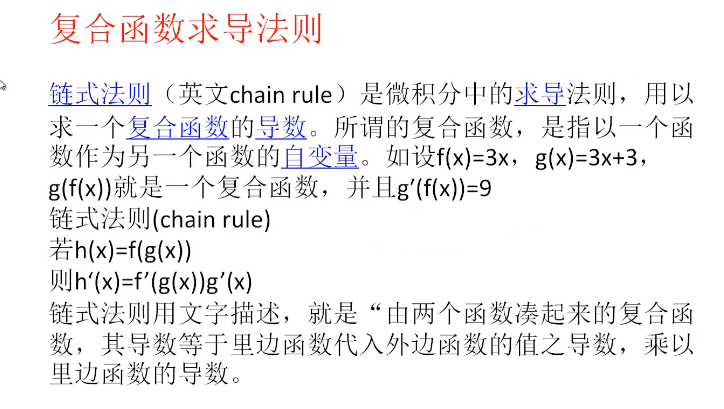 复合函数求导法则
链式法则（英文chain rule）是微积分中的求导法则，用以
求一个复合函数的导数。所谓的复合函数，是指以一个函
数作为另一个函数的自变量。如设f(x)=3x，g(x)=3x+3，
g(f(x))就是一个复合函数，并且g’(f(x))=9
链式法则(chain rule)
若h(x)=f(g(x))
则h‘(x)=f’(g(x))g’(x)
链式法则用文字描述，就是“由两个函数凑起来的复合函
数，其导数等于里边函数代入外边函数的值之导数，乘以
里边函数的导数。